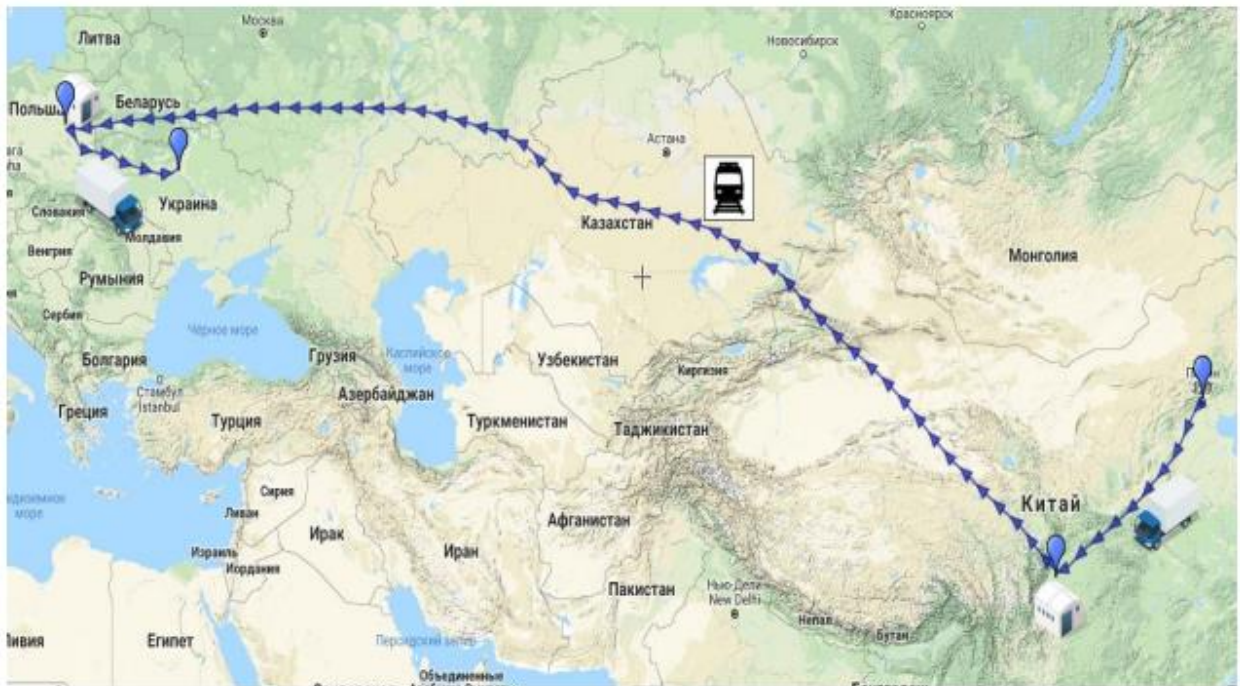 Москва
Красноярск
Литва
Новосибирск
Польша
Беларусь
Астана
Украина
Словакия
Казахстан
Молдавия
Венгрия
Монголия
Румыния
Сербия
Чёрное море
Болгария
Грузия
Каспийское
море
Узбекистан
Киргизия
Стамбул
Istanbul
Азербайджан
Греция
Турция
Туркменистан
Таджикистан
Сирия
Китай
море
Ливан
Ирак
Афганистан
Израиль
Иран
Иордания
Пакистан
Нью-Дели
New Delhi
Непал
Бутан
Египет
Персидский залив
Объединенные